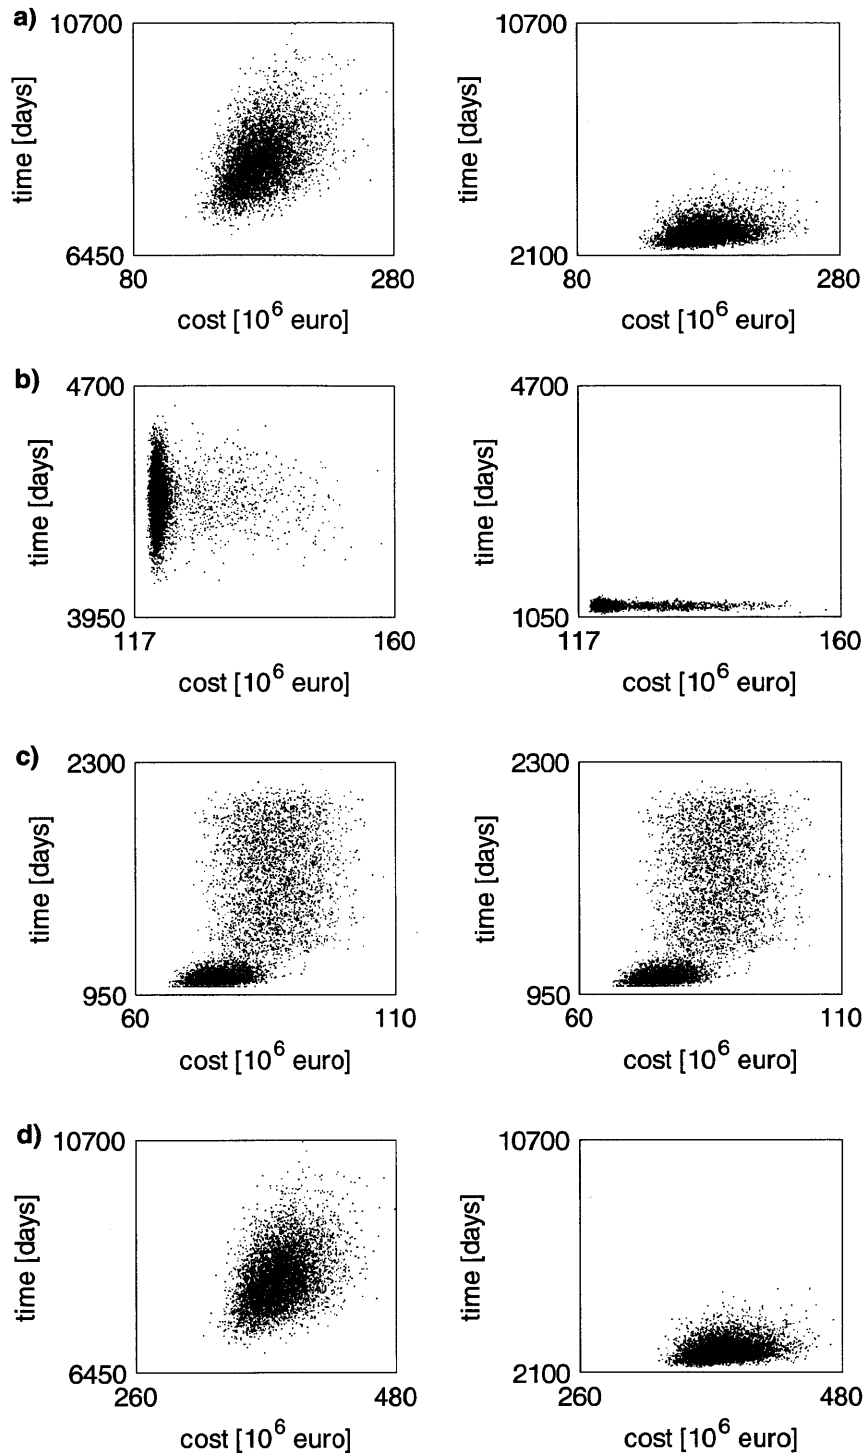 a)
10700
time [days]
6450
80
280
cost [10^6 euro]
10700
time [days]
2100
80
280
cost [10^6 euro]
b)
4700
time [days]
3950
117
160
cost [10^6 euro]
4700
time [days]
1050
117
160
cost [10^6 euro]
c)
2300
time [days]
950
60
110
cost [10^6 euro]
2300
time [days]
950
60
110
cost [10^6 euro]
d)
10700
time [days]
6450
260
480
cost [10^6 euro]
10700
time [days]
2100
260
480
cost [10^6 euro]